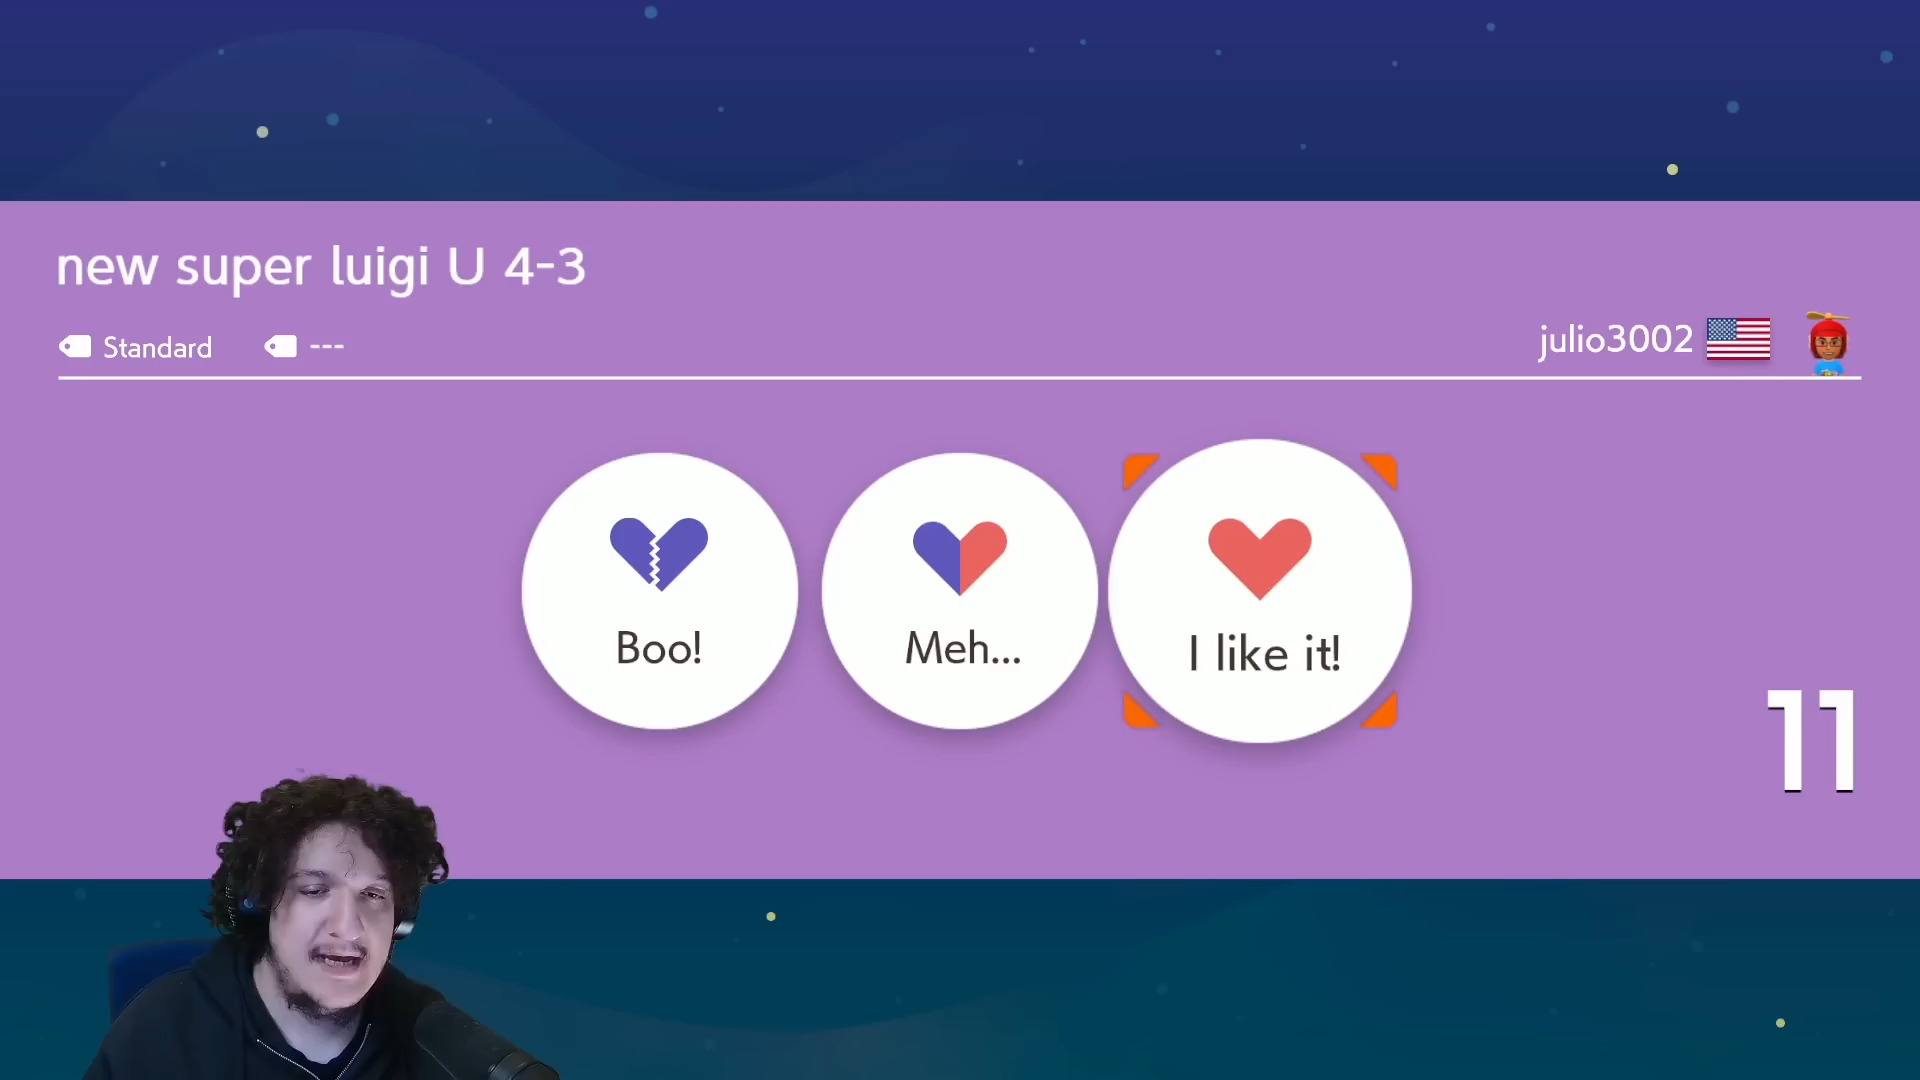 new super luigi U 4-3
Standard
---
julio3002
Boo!
Meh...
I like it!
11